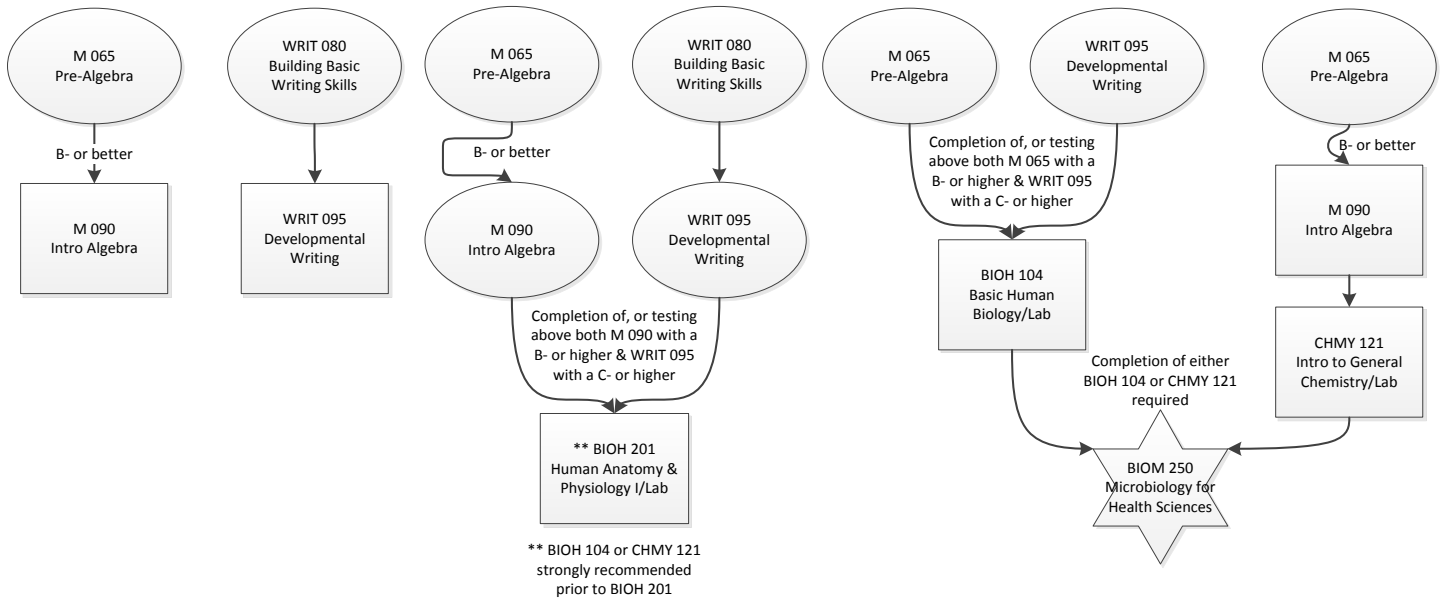 M 065
Pre-Algebra
B- or better
M 090
Intro Algebra
WRIT 080
Building Basic
Writing Skills
WRIT 095
Developmental
Writing
M 065
Pre-Algebra
B- or better
M 090
Intro Algebra
WRIT 080
Building Basic
Writing Skills
WRIT 095
Developmental
Writing
Completion of, or testing
above both M 090 with a
B- or higher & WRIT 095
with a C- or higher
** BIOH 201
Human Anatomy &
Physiology I/Lab
** BIOH 104 or CHMY 121
strongly recommended
prior to BIOH 201
M 065
Pre-Algebra
WRIT 095
Developmental
Writing
Completion of, or testing
above both M 065 with a
B- or higher & WRIT 095
with a C- or higher
BIOH 104
Basic Human
Biology/Lab
M 065
Pre-Algebra
B- or better
M 090
Intro Algebra
CHMY 121
Intro to General
Chemistry/Lab
Completion of either
BIOH 104 or CHMY 121
required
BIOM 250
Microbiology for
Health Sciences